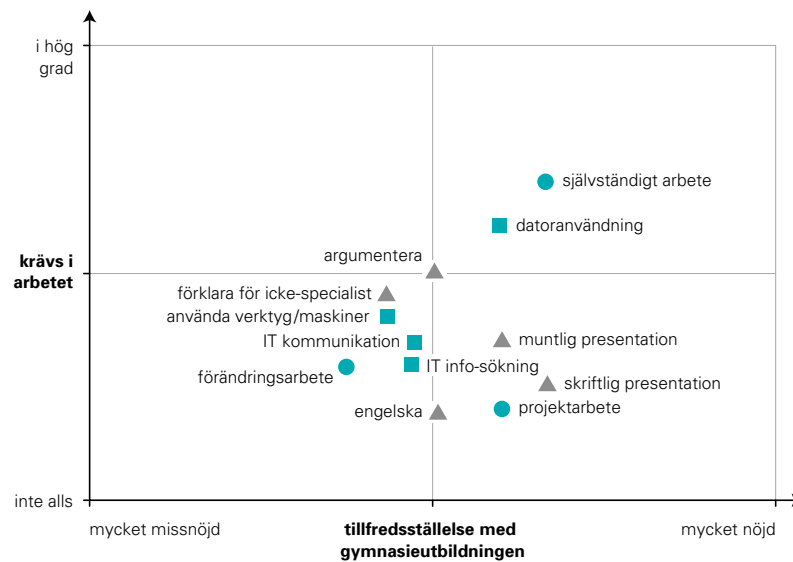 i hög
grad
självständigt arbete
datoranvändning
argumentera
krävs i
arbetet
förklara för icke-specialist
använda verktyg/maskiner
IT kommunikation
muntlig presentation
IT info-sökning
förändringsarbete
skriftlig presentation
engelska
projektarbete
inte alls
mycket missnöjd
tillfredsställelse med
gymnasieutbildningen
mycket nöjd